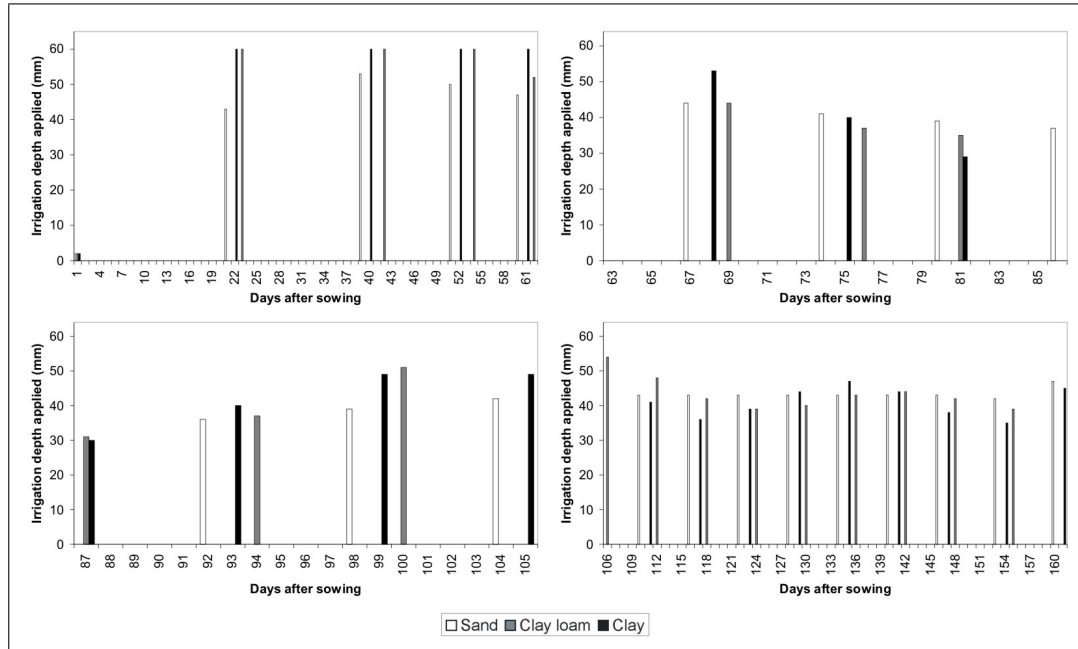 Irrigation depth applied (mm)
60
50
40
30
20
10
0
1 4 7 10 13 16 19 22 25 28 31 34 37 40 43 46 49 52 55 58 61
Days after sowing
Irrigation depth applied (mm)
60
50
40
30
20
10
0
63 65 67 69 71 73 75 77 79 81 83 85
Days after sowing
Irrigation depth applied (mm)
60
50
40
30
20
10
0
87 88 89 90 91 92 93 94 95 96 97 98 99 100 101 102 103 104 105
Days after sowing
Irrigation depth applied (mm)
60
50
40
30
20
10
0
106 109 112 115 118 121 124 127 130 133 136 139 142 145 148 151 154 157 160
Days after sowing
Sand Clay loam Clay